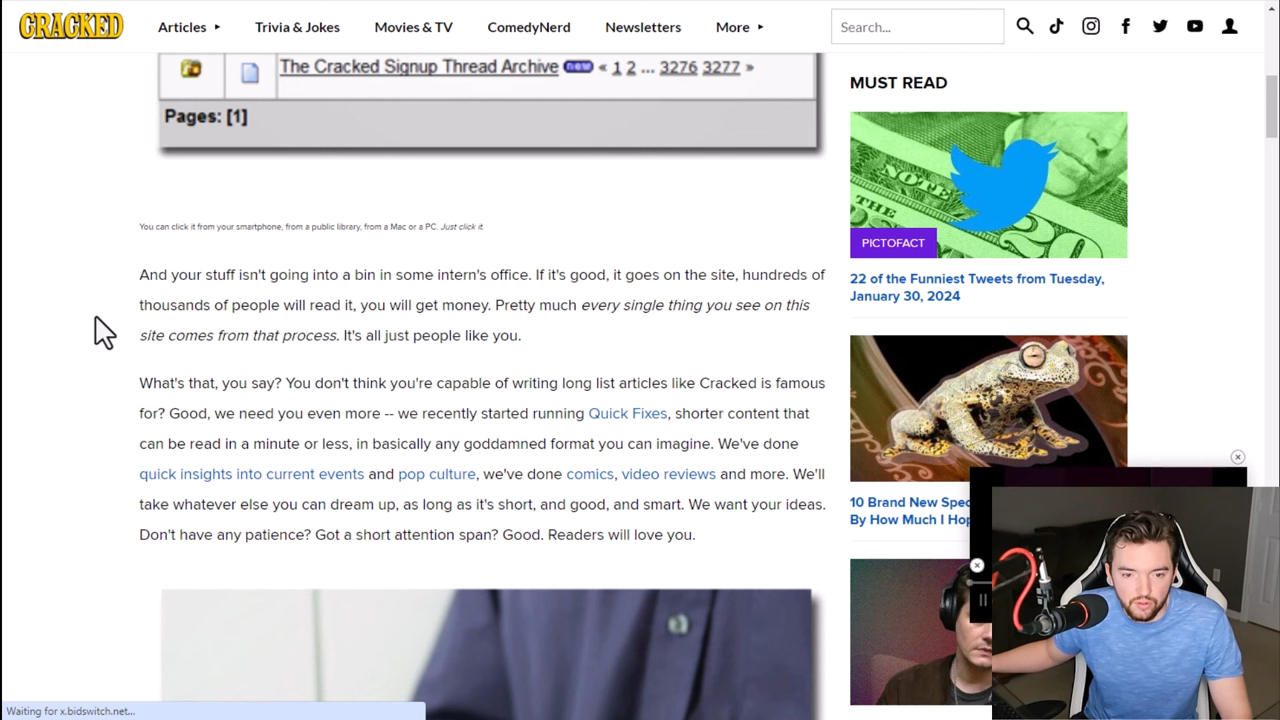 CRACKED
Articles Trivia & Jokes Movies & TV ComedyNerd Newsletters More Search...
The Cracked Signup Thread Archive new « 1 2 ... 3276 3277 »
Pages: [1]
You can click it from your smartphone, from a public library, from a Mac or a PC. Just click it.
And your stuff isn't going into a bin in some intern's office. If it's good, it goes on the site, hundreds of
thousands of people will read it, you will get money. Pretty much every single thing you see on this
site comes from that process. It's all just people like you.
What's that, you say? You don't think you're capable of writing long list articles like Cracked is famous
for? Good, we need you even more -- we recently started running Quick Fixes, shorter content that
can be read in a minute or less, in basically any goddamned format you can imagine. We've done
quick insights into current events and pop culture, we've done comics, video reviews and more. We'll
take whatever else you can dream up, as long as it's short, and good, and smart. We want your ideas.
Don't have any patience? Got a short attention span? Good. Readers will love you.
MUST READ
NOTE
THE
20
PICTOFACT
22 of the Funniest Tweets from Tuesday,
January 30, 2024
10 Brand New
By How Much I
Waiting for x.bidswitch.net...